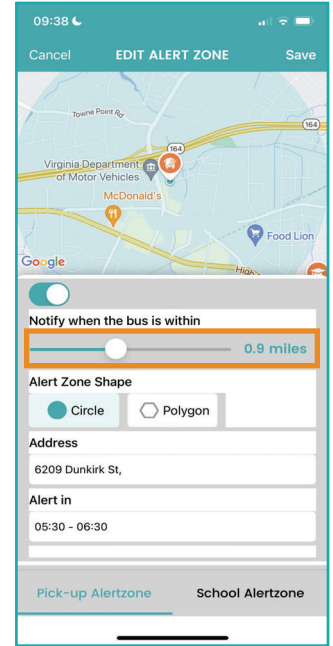 09:38
Cancel EDIT ALERT ZONE Save
Towne Point Rd
164
164
Virginia Department
of Motor Vehicles
McDonald's
Food Lion
Google
High
Notify when the bus is within
0.9 miles
Alert Zone Shape
Circle Polygon
Address
6209 Dunkirk St,
Alert in
05:30 - 06:30
Pick-up Alertzone School Alertzone